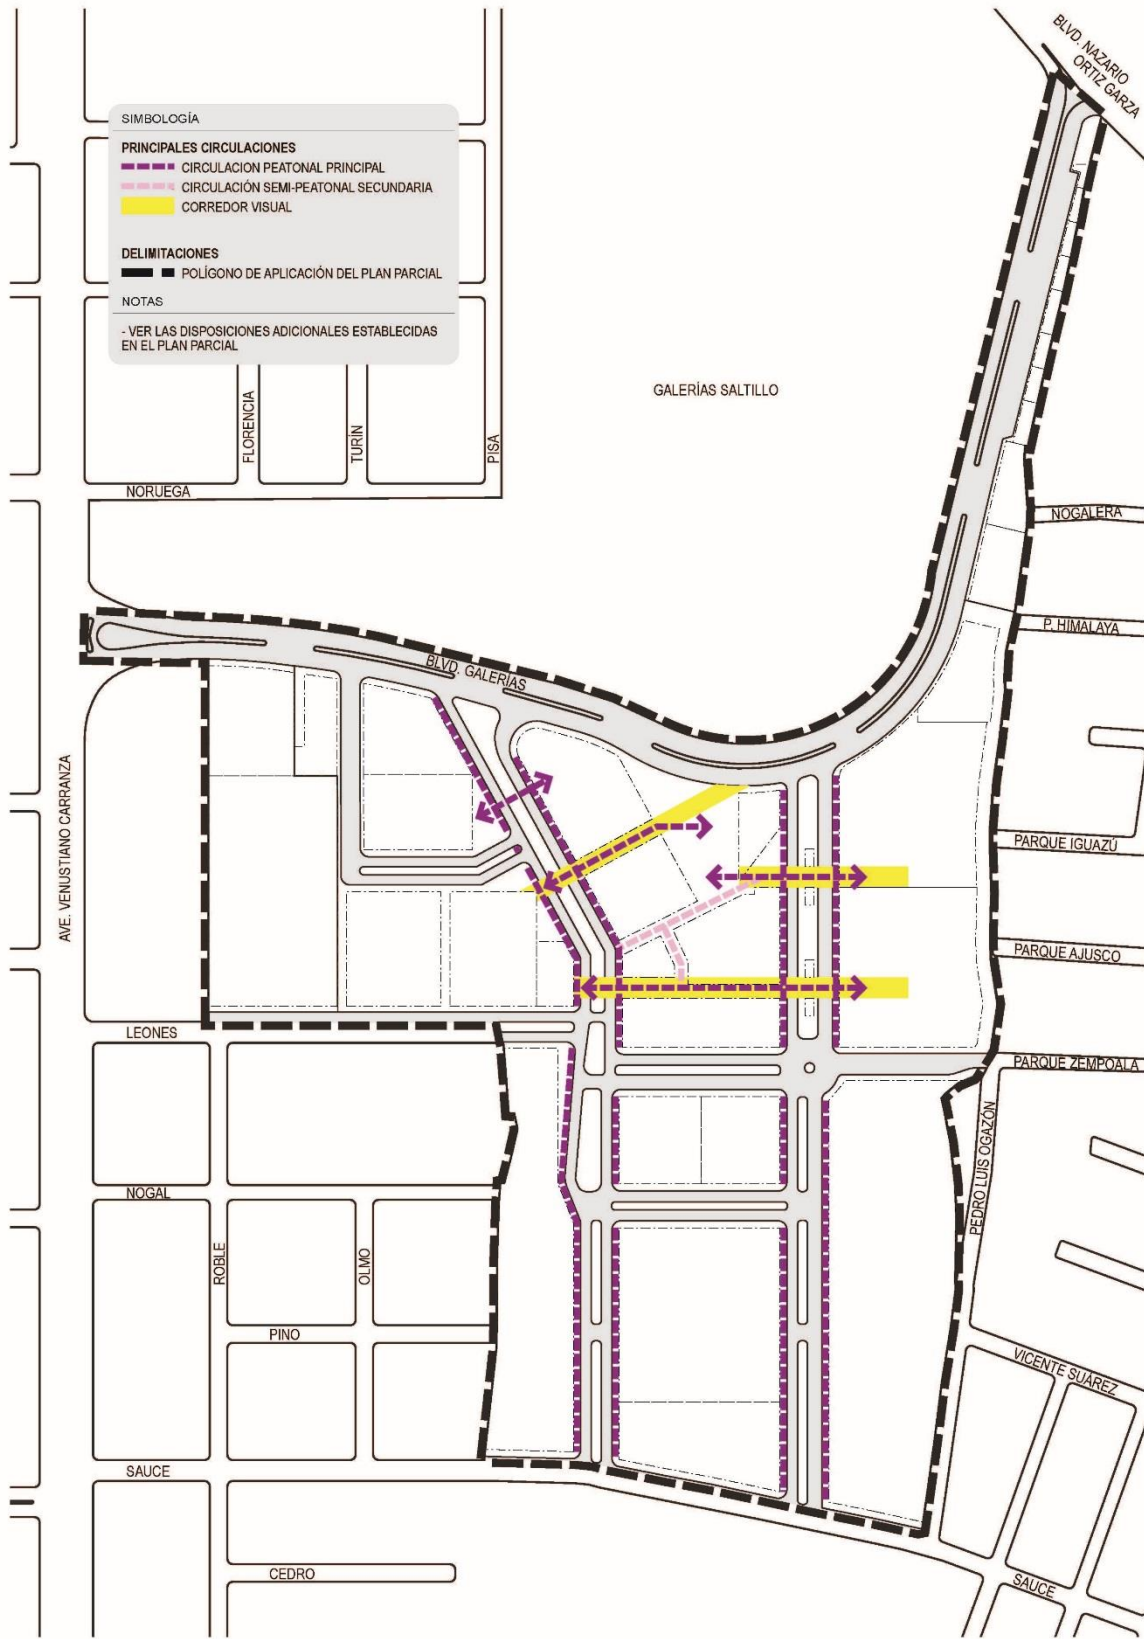 BLVD. NAZARIO
ORTIZ GARZA
SIMBOLOGÍA
PRINCIPALES CIRCULACIONES
CIRCULACION PEATONAL PRINCIPAL
CIRCULACIÓN SEMI-PEATONAL SECUNDARIA
CORREDOR VISUAL
DELIMITACIONES
POLÍGONO DE APLICACIÓN DEL PLAN PARCIAL
NOTAS
- VER LAS DISPOSICIONES ADICIONALES ESTABLECIDAS
EN EL PLAN PARCIAL
GALERÍAS SALTILLO
FLORENCIA
TURÍN
PISA
NORUEGA
NOGALERA
P. HIMALAYA
BLVD. GALERÍAS
AVE. VENUSTIANO CARRANZA
PARQUE IGUAZÚ
PARQUE AJUSCO
LEONES
PARQUE ZEMPOALA
PEDRO LUIS OGAZÓN
NOGAL
ROBLE
OLMO
PINO
VICENTE SUÁREZ
SAUCE
CEDRO
SAUCE